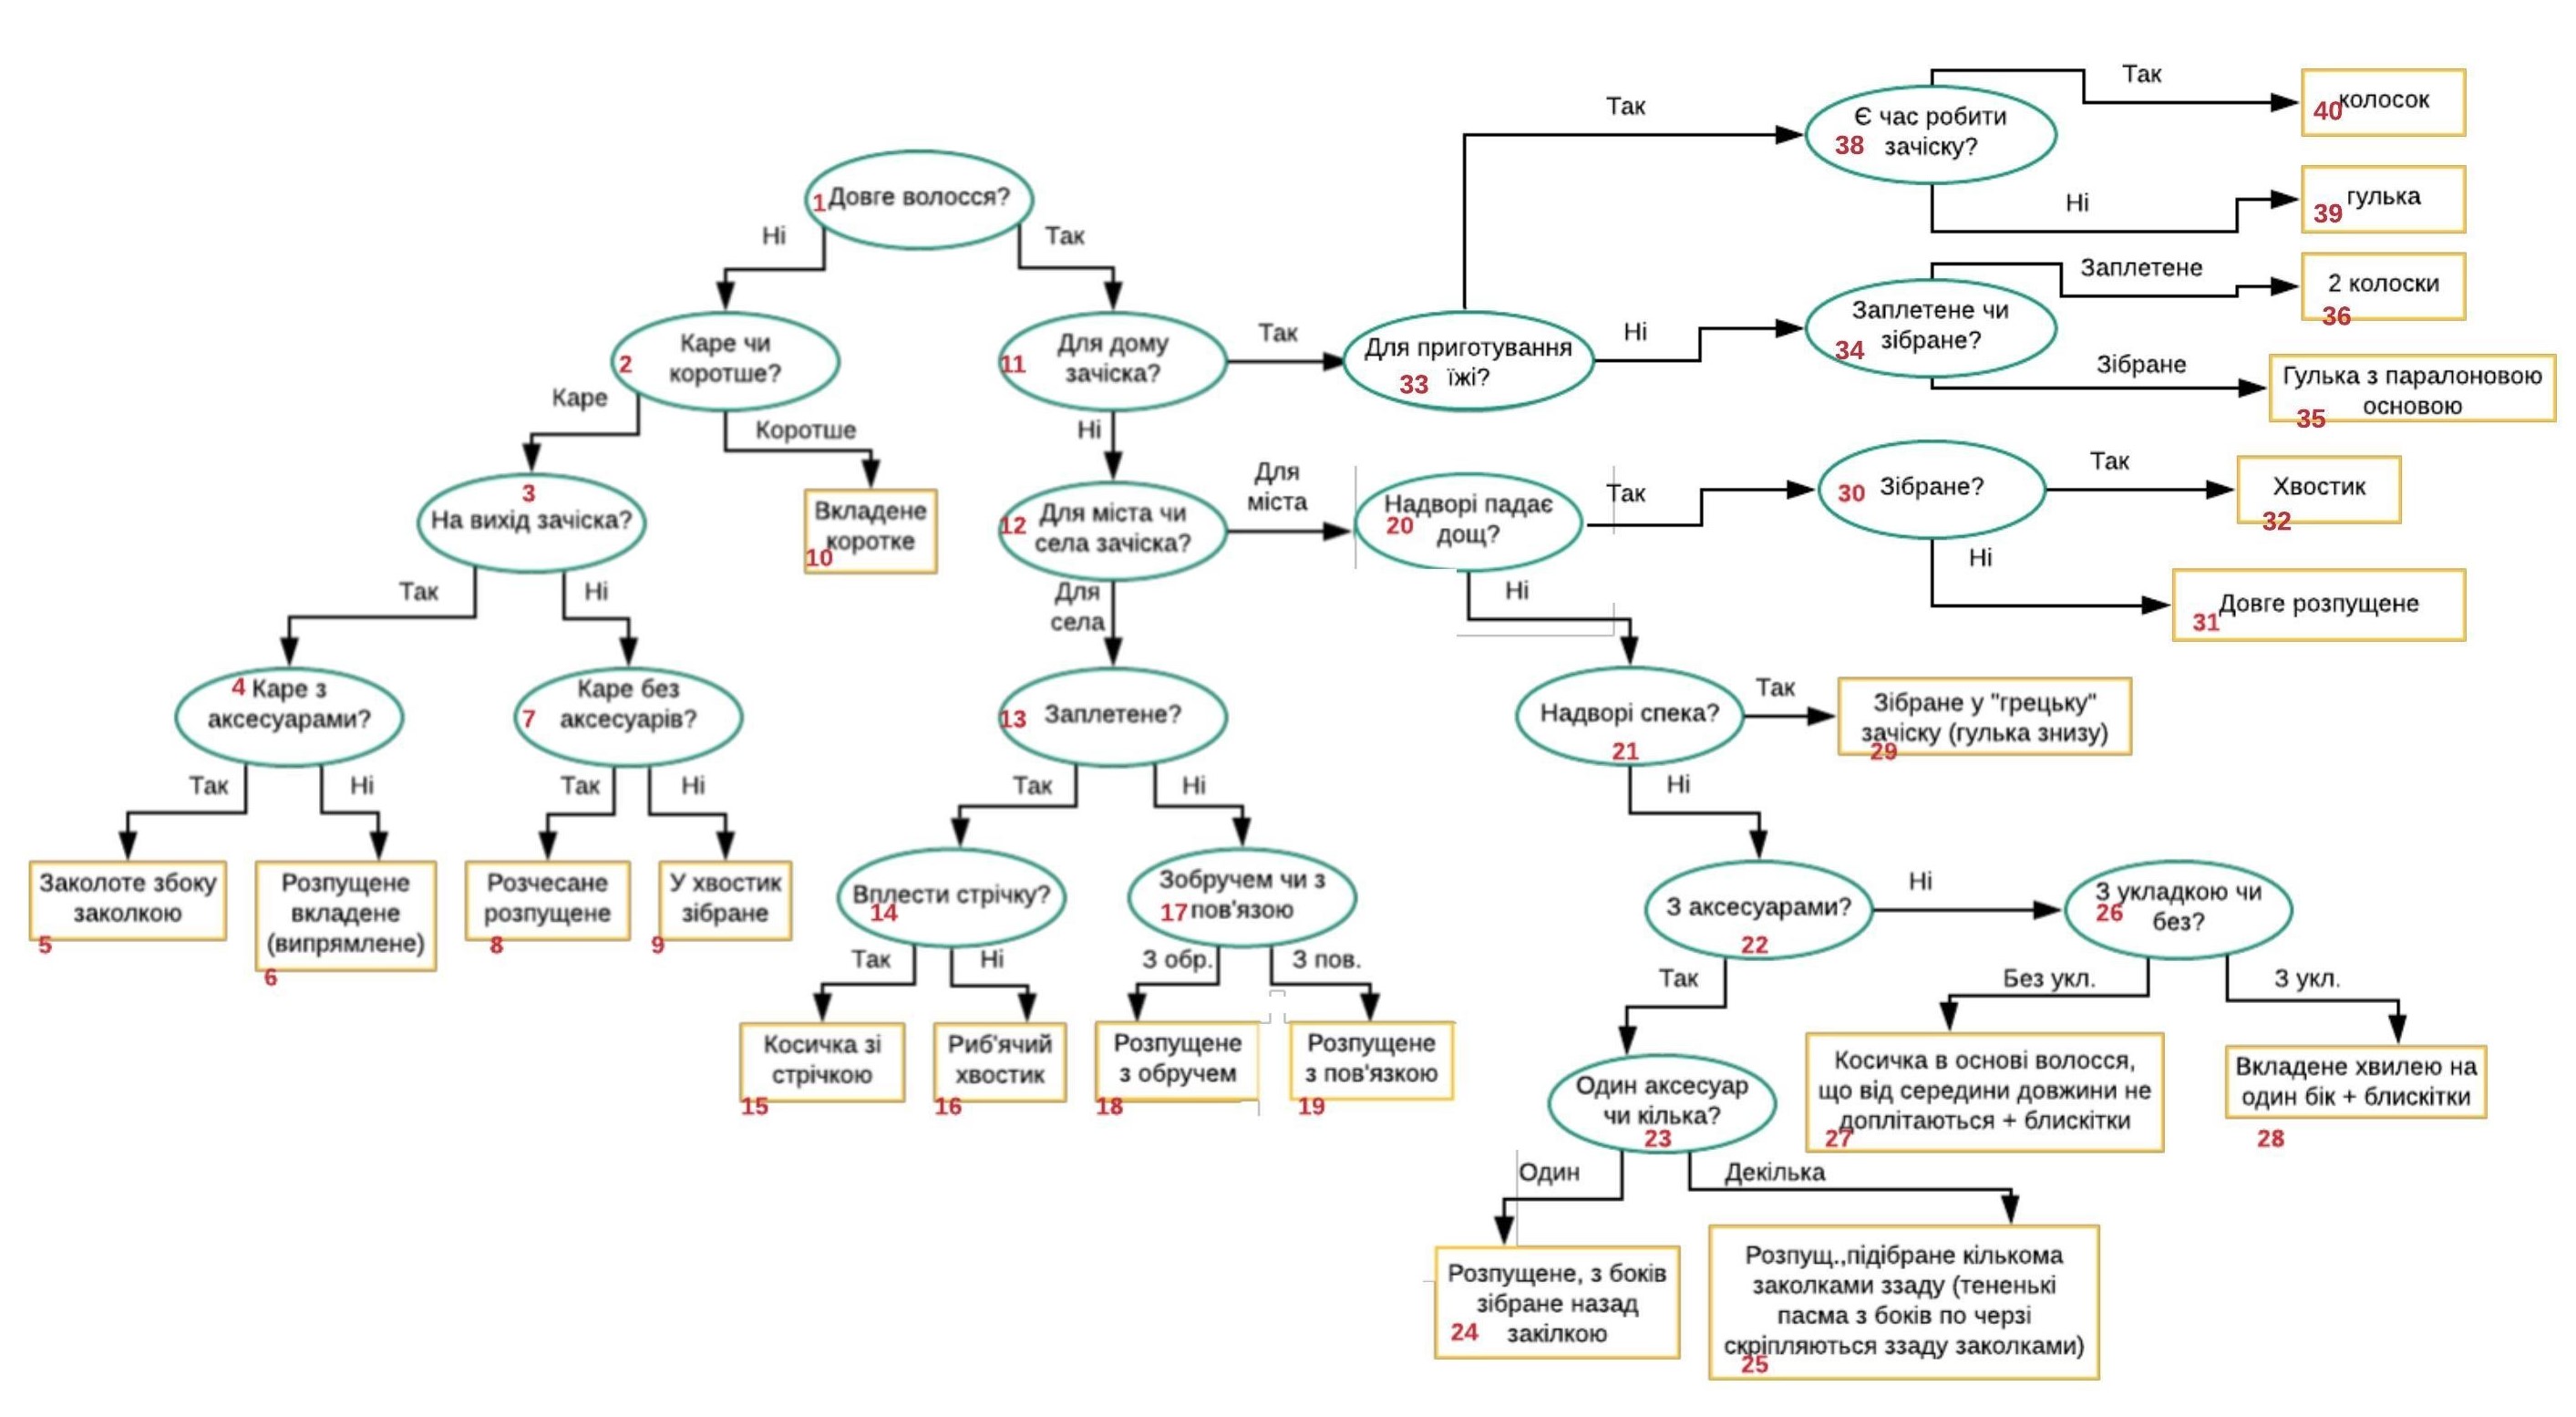 1 Довге волосся?
Ні
Так
2 Каре чи
коротше?
Каре
Коротше
3
На вихід зачіска?
Вкладене
коротке
10
Так
Ні
4 Каре з
аксесуарами?
Так
Ні
Заколоте збоку
заколкою
5
Розпущене
вкладене
(випрямлене)
6
7 Каре без
аксесуарів?
Так
Ні
Розчесане
розпущене
8
У хвостик
зібране
9
11 Для дому
зачіска?
Так
Ні
12 Для міста чи
села зачіска?
Для
міста
Для
села
13 Заплетене?
Так
Ні
Вплести стрічку?
14
Так
Ні
Косичка зі
стрічкою
15
Риб'ячий
хвостик
16
Зобручем чи з
17 пов'язою
З обр.
З пов.
Розпущене
з обручем
18
Розпущене
з пов'язкою
19
Для приготування
33 їжі?
Так
Ні
Є час робити
38 зачіску?
Так
40 колосок
Ні
39 гулька
Заплетене чи
34 зібране?
Заплетене
2 колоски
36
Зібране
Гулька з паралоновою
основою
35
Надворі падає
20 дощ?
Так
Ні
30 Зібране?
Так
Хвостик
32
Ні
Довге розпущене
31
Надворі спека?
21
Так
Зібране у "грецьку"
зачіску (гулька знизу)
29
Ні
З аксесуарами?
22
Ні
Так
З укладкою чи
26 без?
Без укл.
З укл.
Косичка в основі волосся,
що від середини довжини не
доплітаються + блискітки
27
Вкладене хвилею на
один бік + блискітки
28
Один аксесуар
чи кілька?
23
Один
Декілька
Розпущене, з боків
зібране назад
24 закілкою
Розпущ.,підібране кількома
заколками ззаду (тененькі
пасма з боків по черзі
скріпляються ззаду заколками)
25